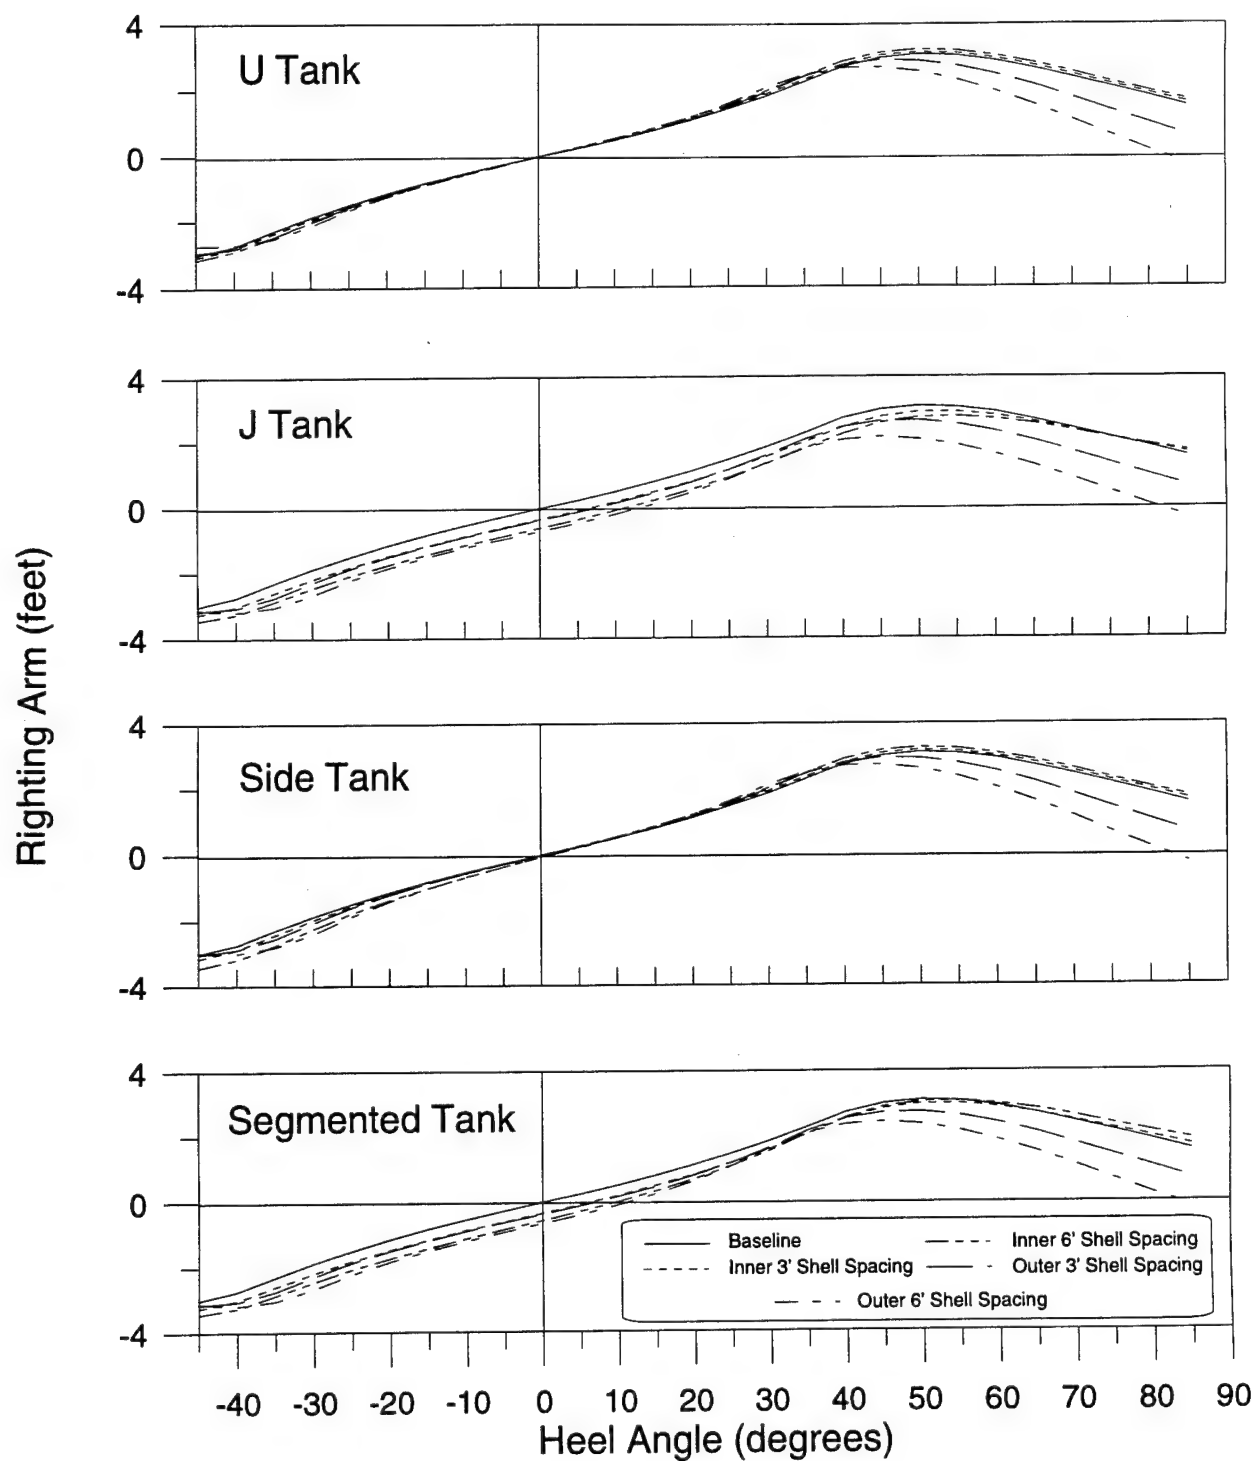 4
U Tank
0
-4
4
J Tank
0
-4
4
Side Tank
0
-4
4
Segmented Tank
0
-4
Righting Arm (feet)
Baseline
Inner 6' Shell Spacing
Inner 3' Shell Spacing
Outer 3' Shell Spacing
Outer 6' Shell Spacing
-40 -30 -20 -10 0 10 20 30 40 50 60 70 80 90
Heel Angle (degrees)